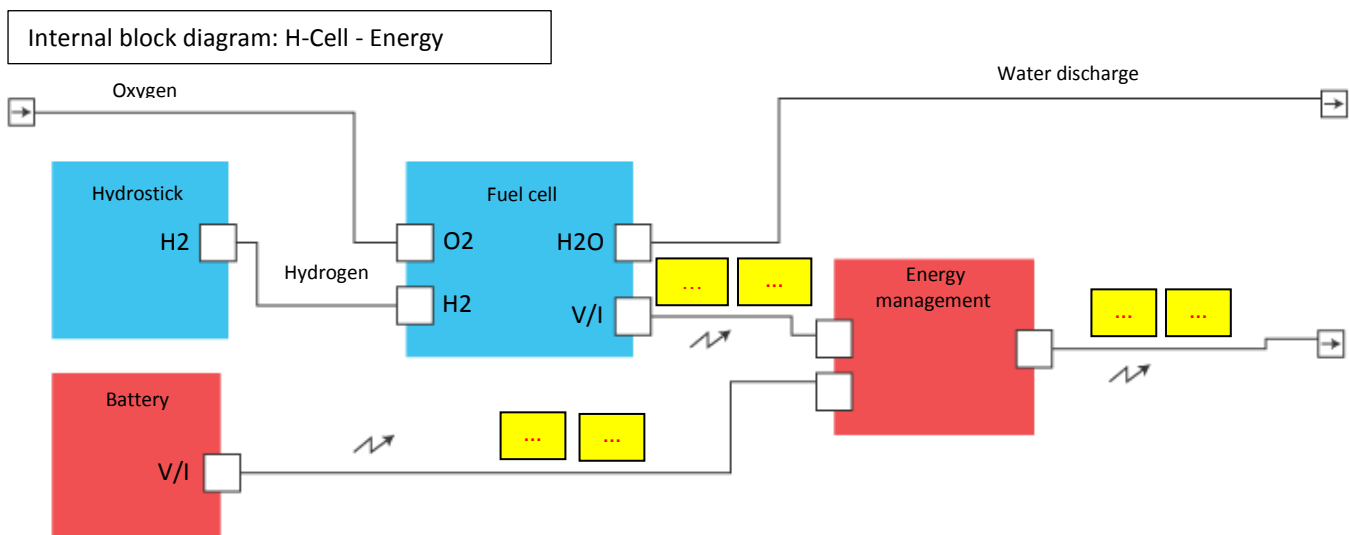 Internal block diagram: H-Cell - Energy
Water discharge
Oxygen
Hydrostick
Fuel cell
H2
O2
H2O
Hydrogen
Energy
management
... ...
... ...
H2
V/I
Battery
... ...
V/I